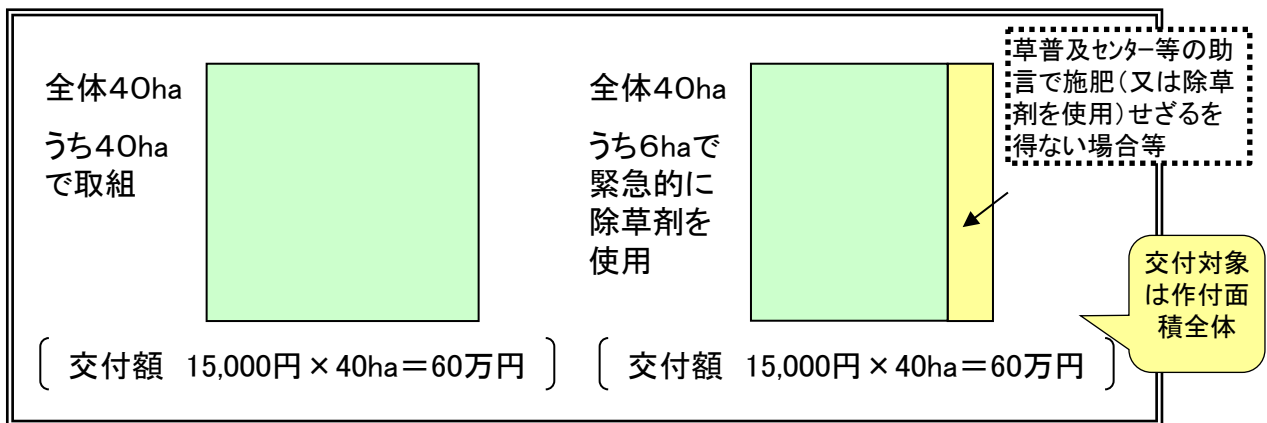 全体40ha
うち40ha
で取組
交付額 15,000円×40ha＝60万円
全体40ha
うち6haで
緊急的に
除草剤を
使用
交付額 15,000円×40ha＝60万円
草普及センター等の助
言で施肥（又は除草
剤を使用）せざるを
得ない場合等
交付対象
は作付面
積全体